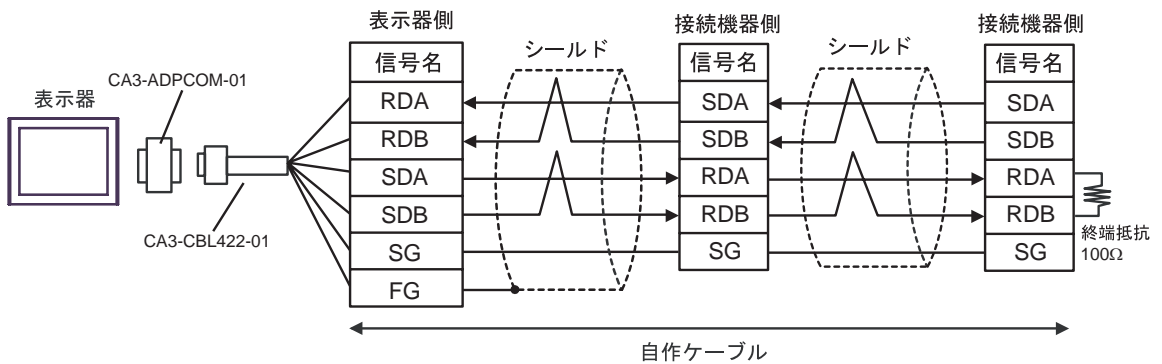 表示器
CA3-ADPCOM-01
CA3-CBL422-01
表示器側
信号名
RDA
RDB
SDA
SDB
SG
FG
シールド
接続機器側
信号名
SDA
SDB
RDA
RDB
SG
シールド
接続機器側
信号名
SDA
SDB
RDA
RDB
SG
終端抵抗
100Ω
自作ケーブル